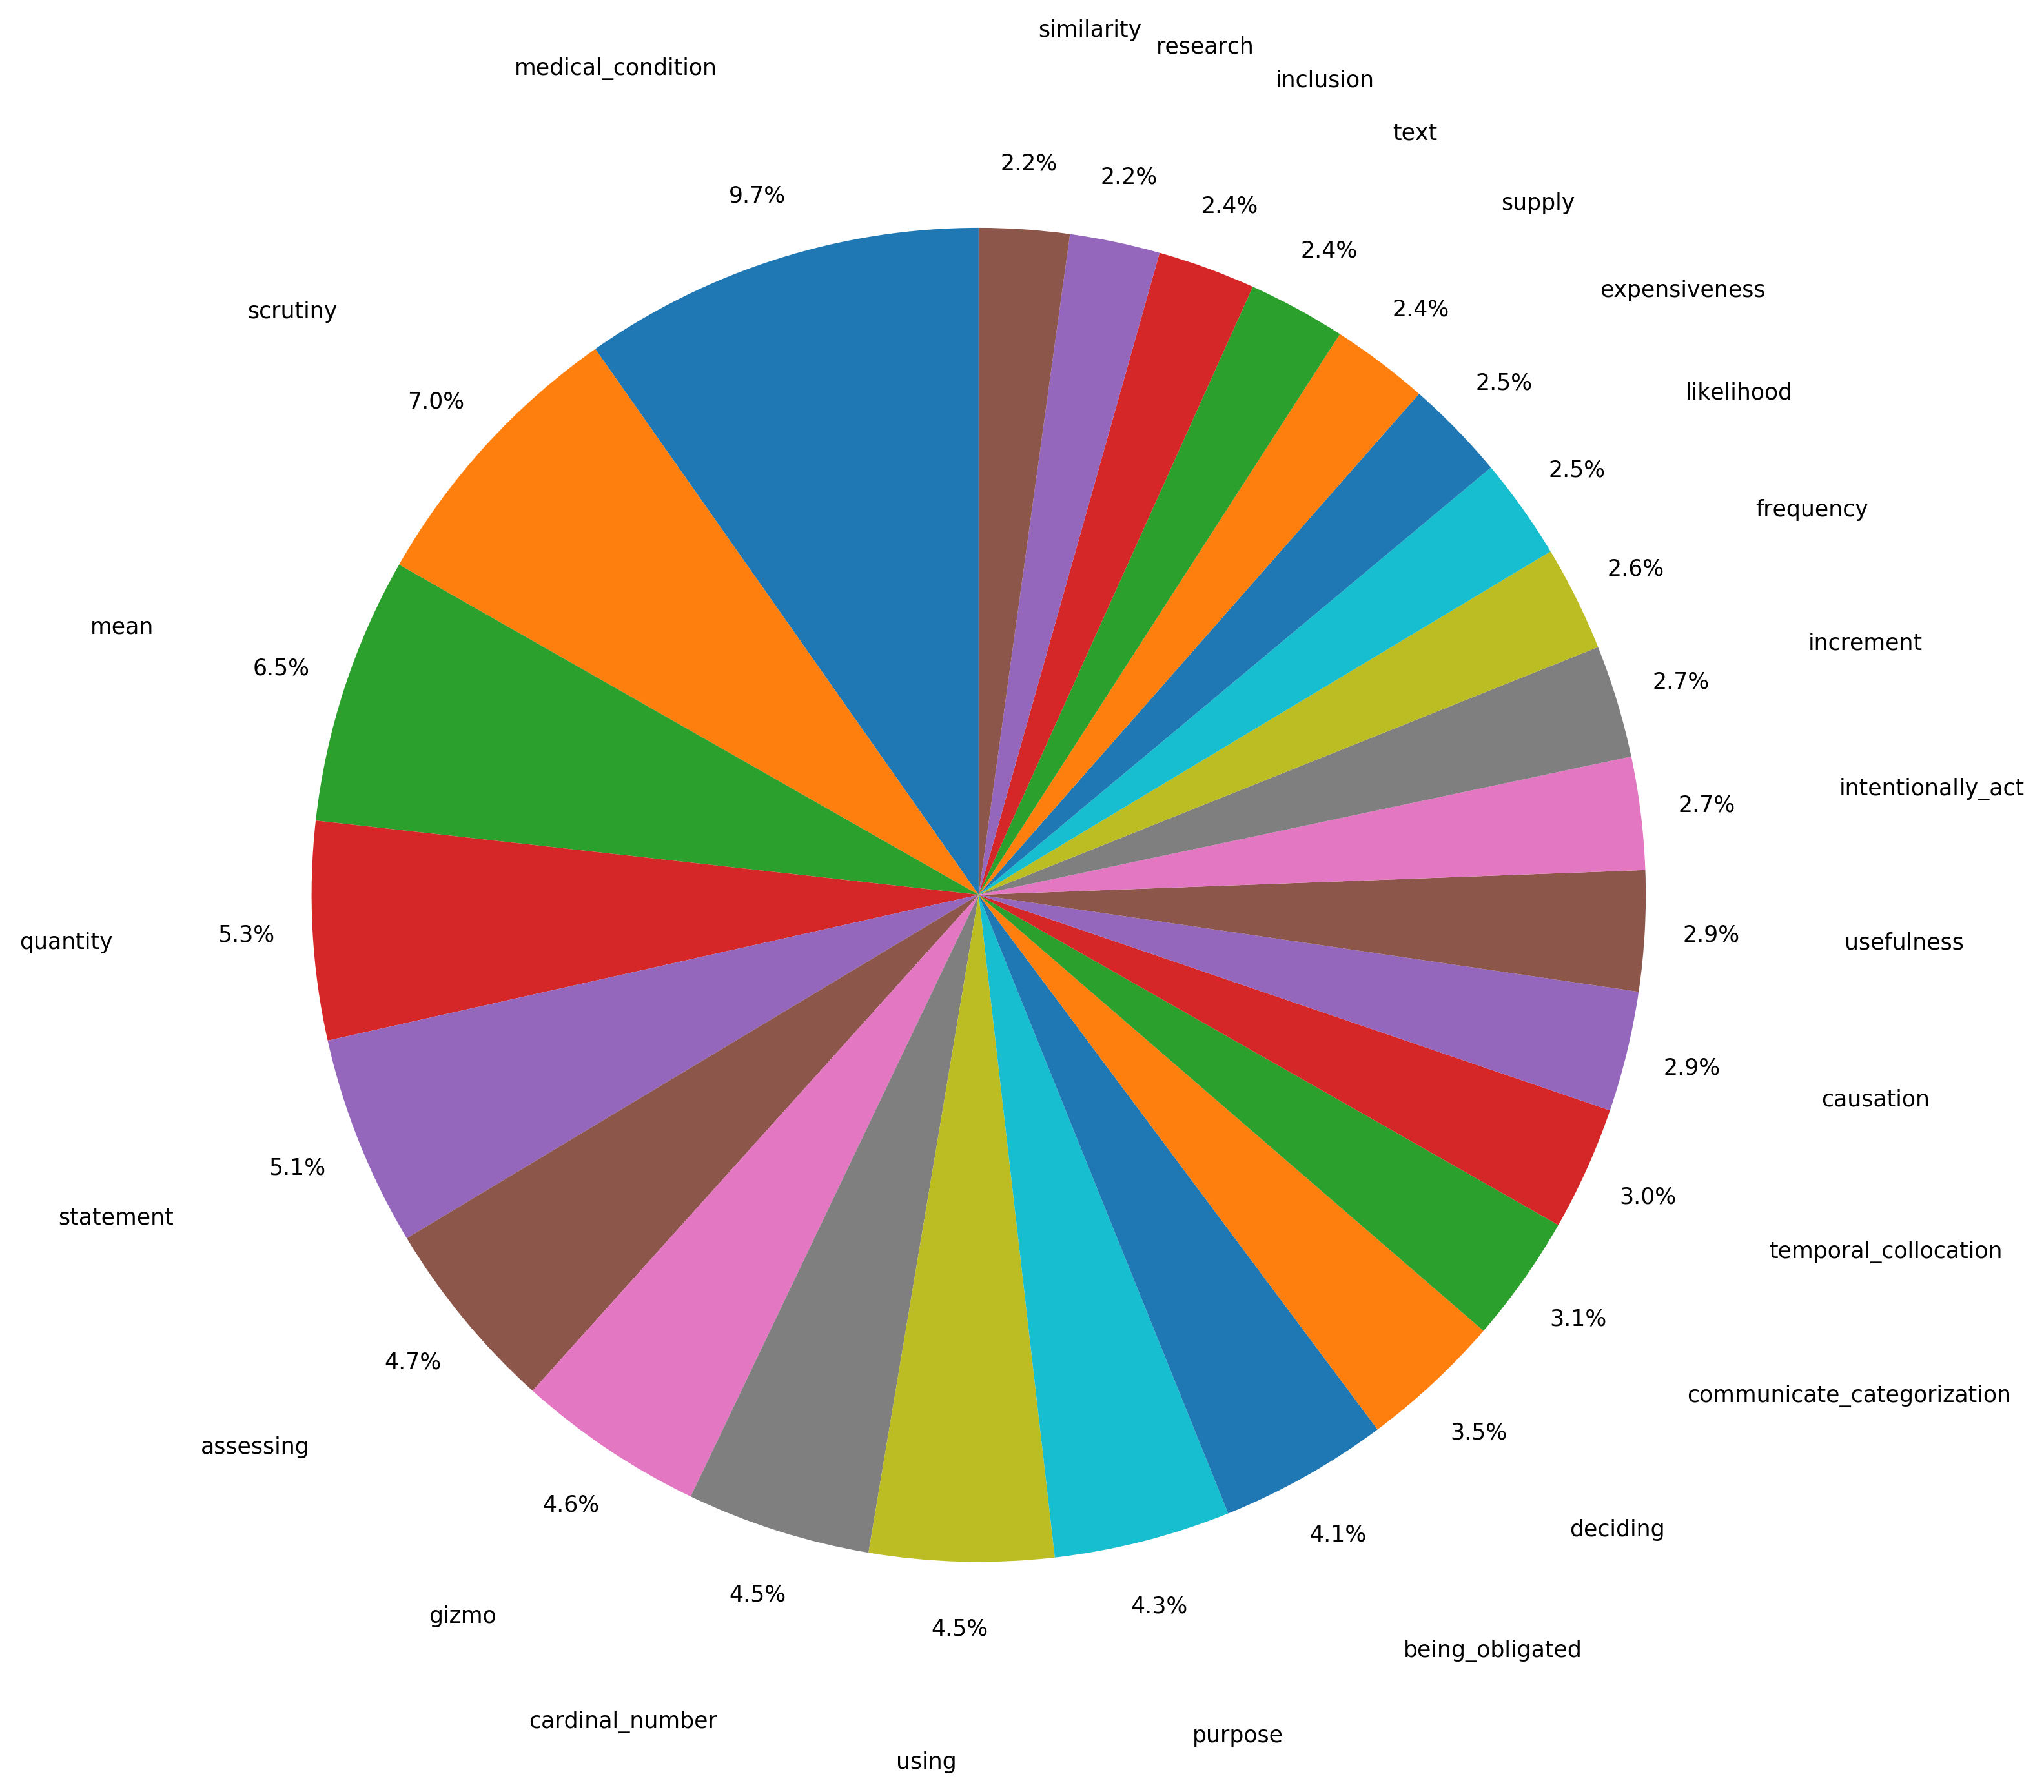 similarity
research
medical_condition
inclusion
text
2.2%
2.2%
9.7%
supply
2.4%
2.4%
expensiveness
scrutiny
2.4%
2.5%
likelihood
7.0%
2.5%
frequency
2.6%
mean
increment
6.5%
2.7%
intentionally_act
2.7%
quantity
5.3%
2.9%
usefulness
2.9%
causation
5.1%
3.0%
statement
temporal_collocation
3.1%
4.7%
communicate_categorization
3.5%
assessing
4.6%
deciding
4.1%
4.5%
4.3%
gizmo
4.5%
being_obligated
cardinal_number
purpose
using